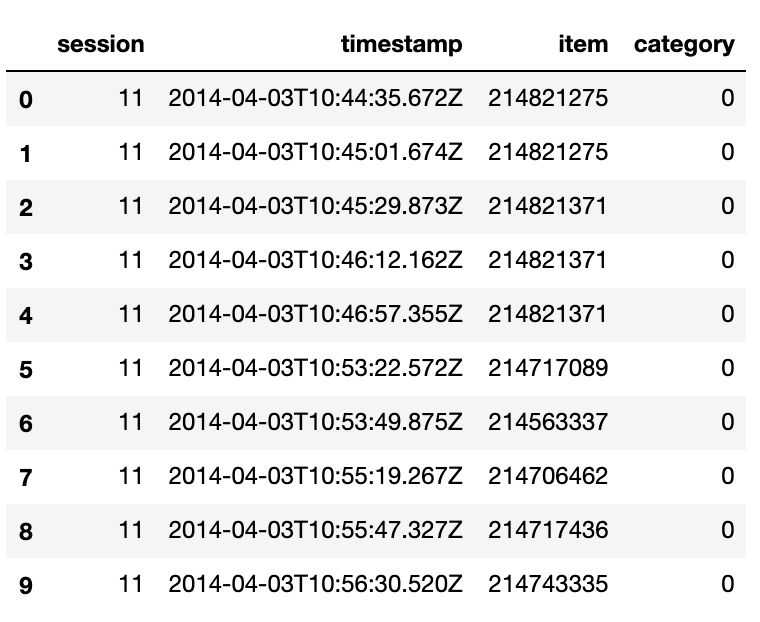 session timestamp item category
0 11 2014-04-03T10:44:35.672Z 214821275 0
1 11 2014-04-03T10:45:01.674Z 214821275 0
2 11 2014-04-03T10:45:29.873Z 214821371 0
3 11 2014-04-03T10:46:12.162Z 214821371 0
4 11 2014-04-03T10:46:57.355Z 214821371 0
5 11 2014-04-03T10:53:22.572Z 214717089 0
6 11 2014-04-03T10:53:49.875Z 214563337 0
7 11 2014-04-03T10:55:19.267Z 214706462 0
8 11 2014-04-03T10:55:47.327Z 214717436 0
9 11 2014-04-03T10:56:30.520Z 214743335 0